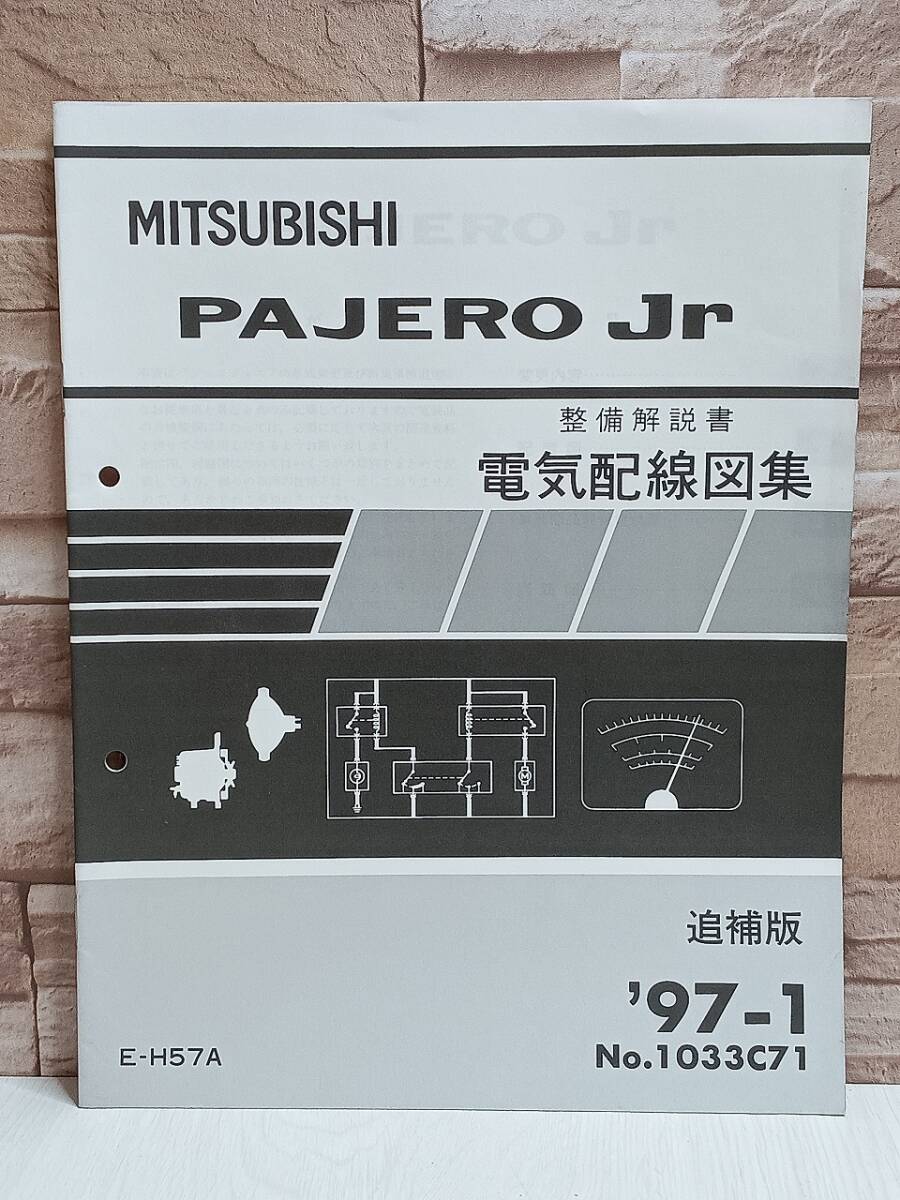 MITSUBISHI
PAJERO Jr
整備解説書
電気配線図集
M
追補版
'97-1
E-H57A
No.1033C71